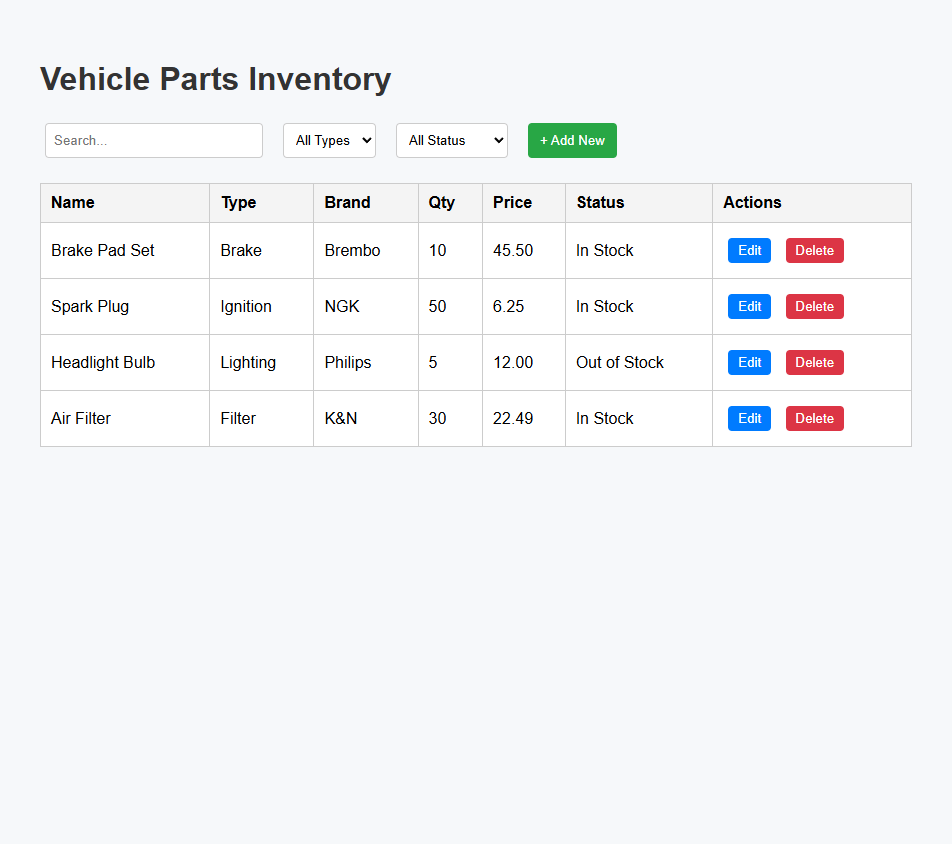 Vehicle Parts Inventory
Search... All Types All Status + Add New
Name Type Brand Qty Price Status Actions
Brake Pad Set Brake Brembo 10 45.50 In Stock Edit Delete
Spark Plug Ignition NGK 50 6.25 In Stock Edit Delete
Headlight Bulb Lighting Philips 5 12.00 Out of Stock Edit Delete
Air Filter Filter K&N 30 22.49 In Stock Edit Delete